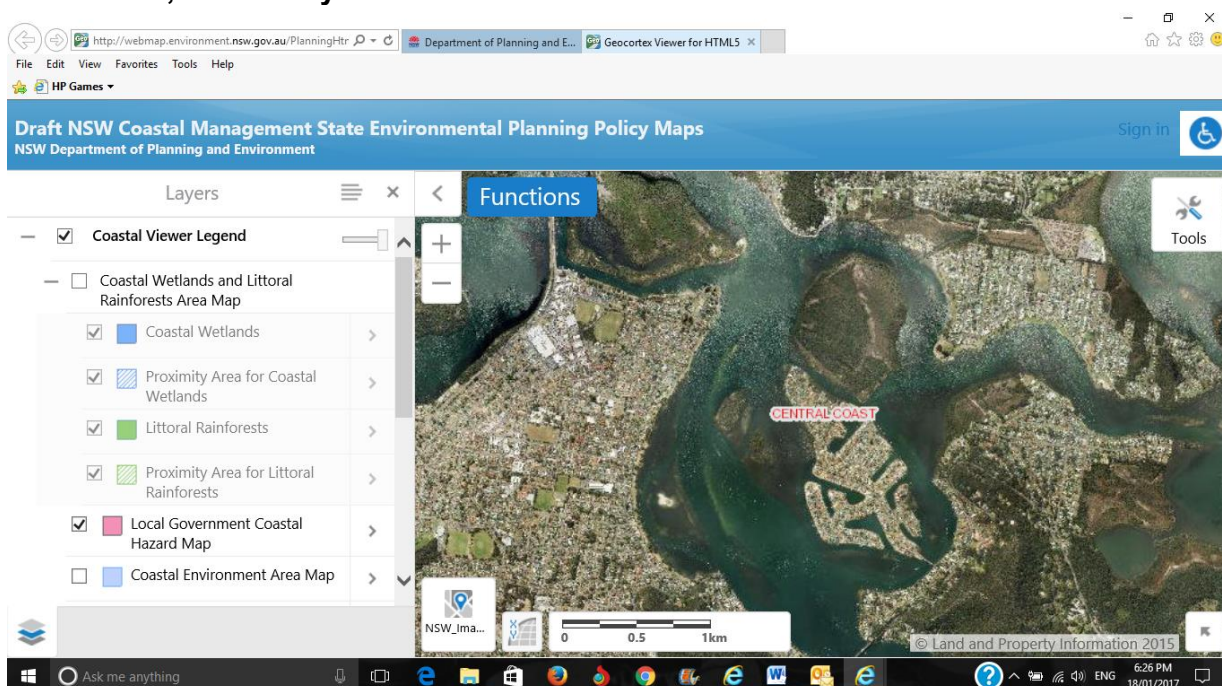 http://webmap.environment.nsw.gov.au/PlanningHtr
Department of Planning and E...
Geocortex Viewer for HTML5
File Edit View Favorites Tools Help
HP Games
Draft NSW Coastal Management State Environmental Planning Policy Maps
NSW Department of Planning and Environment
Sign in
Layers
Functions
Tools
Coastal Viewer Legend
Coastal Wetlands and Littoral
Rainforests Area Map
Coastal Wetlands
Proximity Area for Coastal
Wetlands
Littoral Rainforests
Proximity Area for Littoral
Rainforests
Local Government Coastal
Hazard Map
Coastal Environment Area Map
CENTRAL COAST
NSW_Ima...
X
Y
0 0.5 1km
© Land and Property Information 2015
Ask me anything
ENG
6:26 PM
18/01/2017